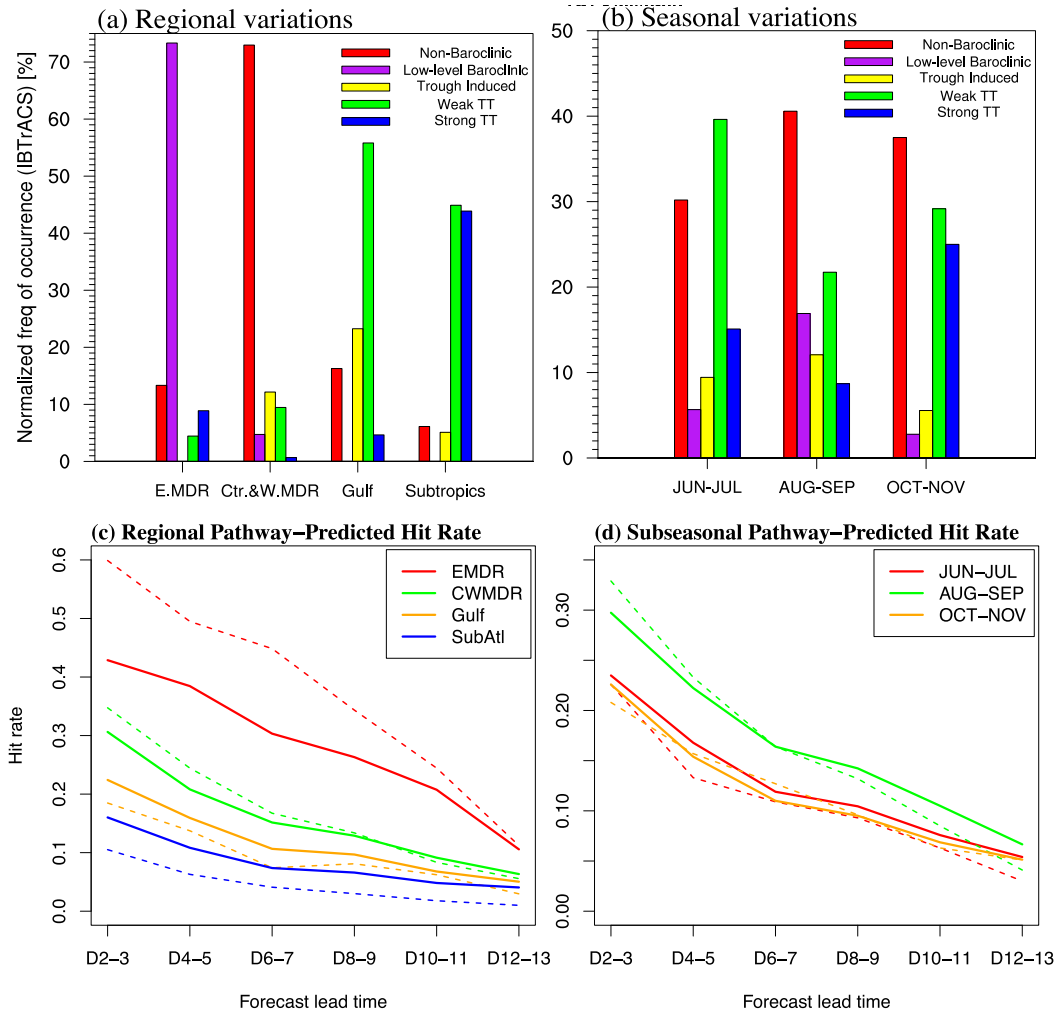 (a) Regional variations
Normalized freq of occurrence (IBTrACS) [%]
70
60
50
40
30
20
10
0
Non-Baroclinic
Low-level Baroclinic
Trough Induced
Weak TT
Strong TT
E.MDR
Ctr.&W.MDR
Gulf
Subtropics
(b) Seasonal variations
50
40
30
20
10
0
Non-Baroclinic
Low-level Baroclinic
Trough Induced
Weak TT
Strong TT
JUN-JUL
AUG-SEP
OCT-NOV
(c) Regional Pathway−Predicted Hit Rate
Hit rate
0.6
0.5
0.4
0.3
0.2
0.1
0.0
EMDR
CWMDR
Gulf
SubAtl
D2−3
D4−5
D6−7
D8−9
D10−11
D12−13
Forecast lead time
(d) Subseasonal Pathway−Predicted Hit Rate
0.30
0.20
0.10
0.00
JUN−JUL
AUG−SEP
OCT−NOV
D2−3
D4−5
D6−7
D8−9
D10−11
D12−13
Forecast lead time